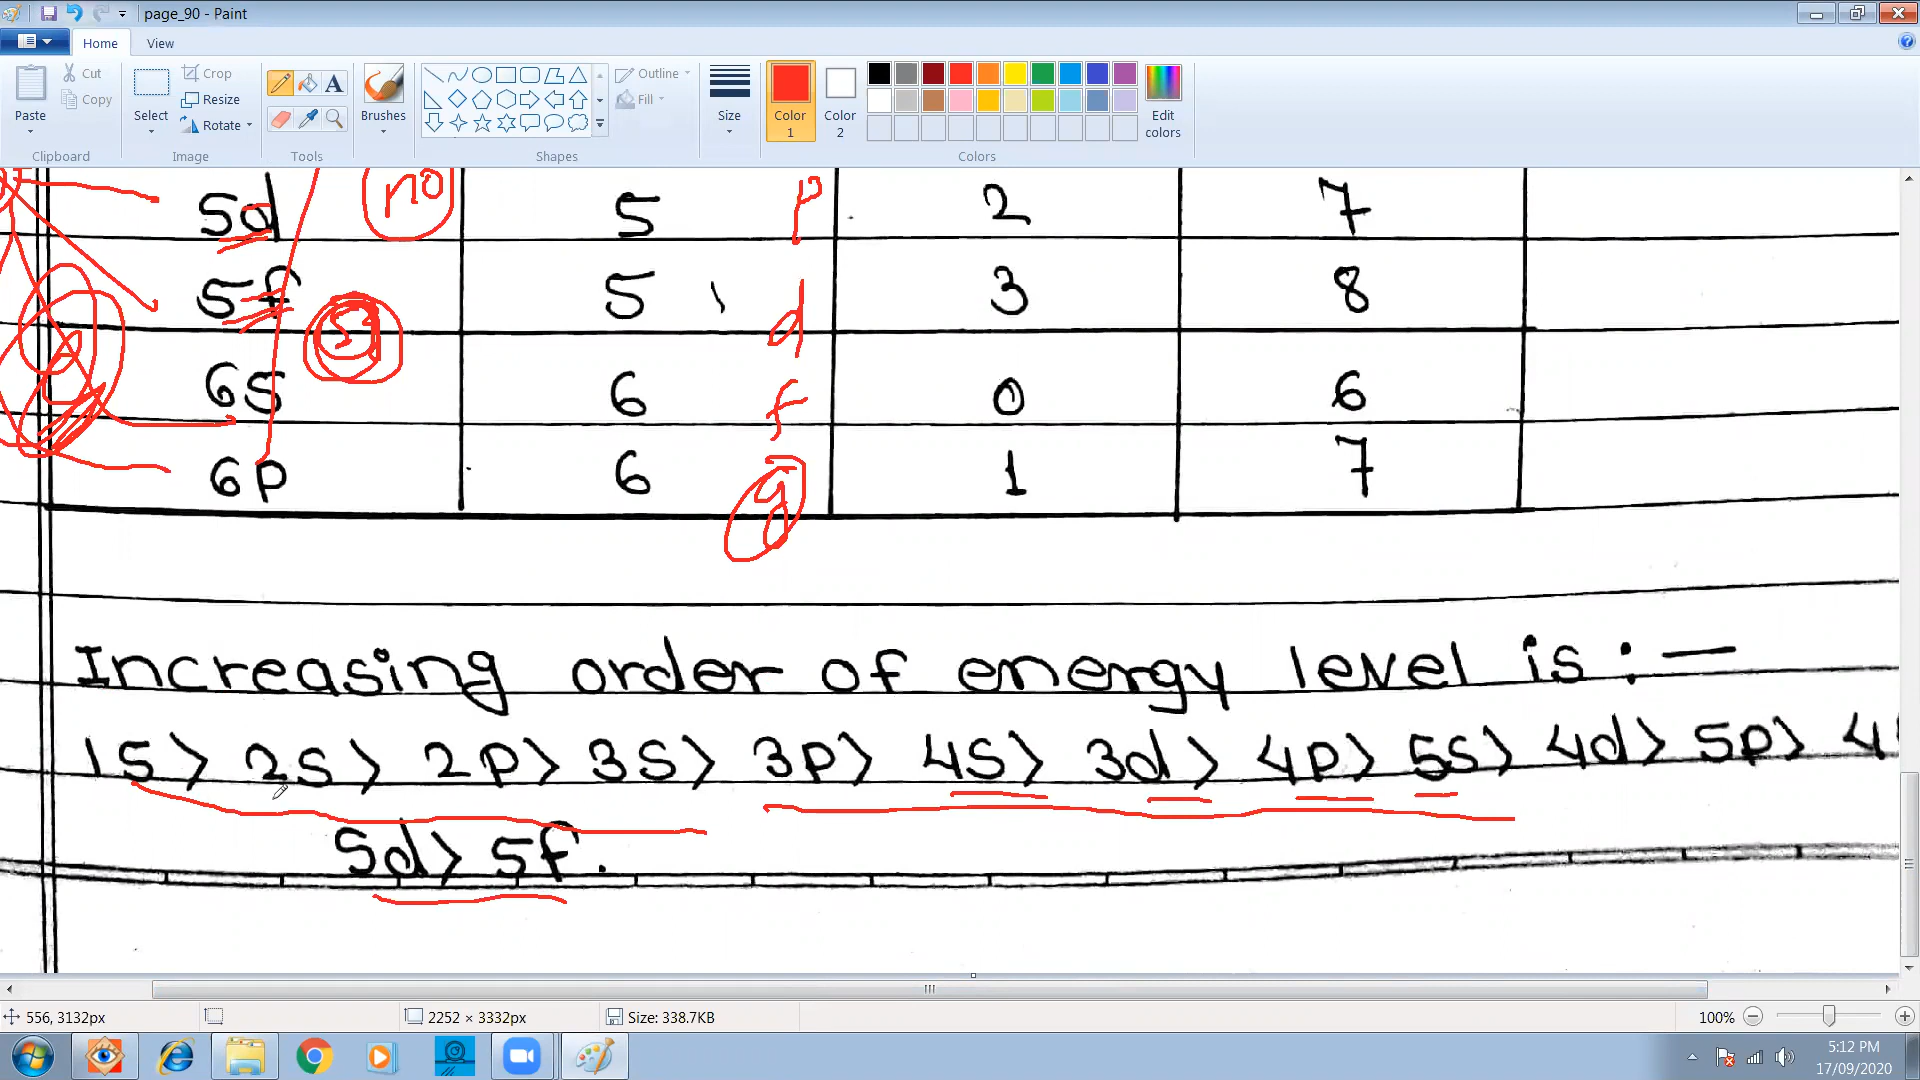 page_90 - Paint
Home View
Paste Cut Copy Select Crop Resize Rotate A Brushes Outline Fill Size Color 1 Color 2 Edit colors
Clipboard Image Tools Shapes Colors
5d no 5 p 2 7
5f 5 d 3 8
6s 6 f 0 6
6p 6 g 1 7
Increasing order of energy level is :-
1s > 2s > 2p > 3s > 3p > 4s > 3d > 4p > 5s > 4d > 5p > 4
5d > 5f.
556, 3132px 2252 × 3332px Size: 338.7KB 100%
5:12 PM
17/09/2020